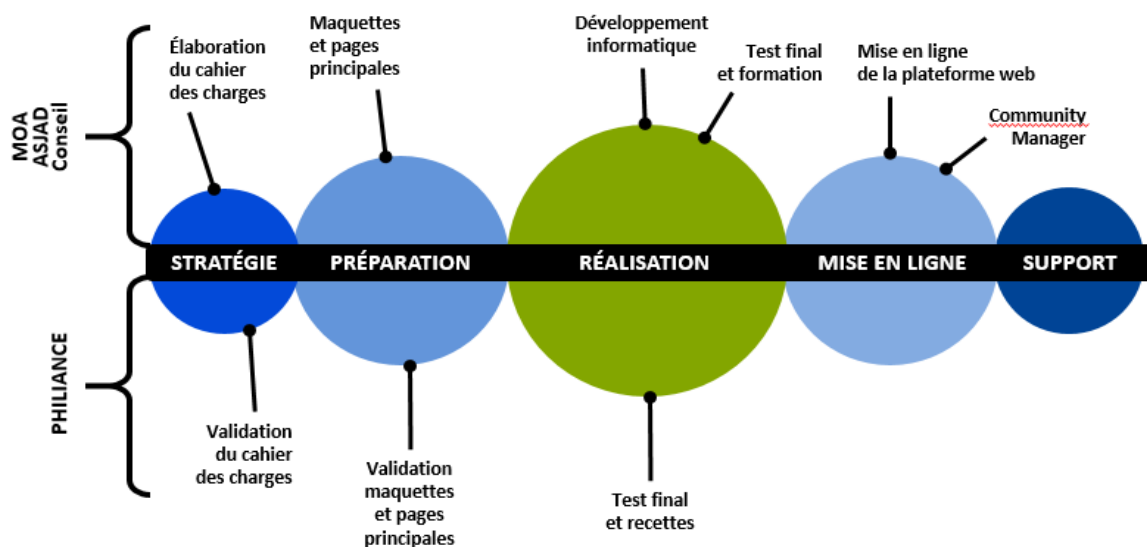 MOA
ASJAD
Conseil
Élaboration
du cahier
des charges
Maquettes
et pages
principales
Développement
informatique
Test final
et formation
Mise en ligne
de la plateforme web
Community
Manager
STRATÉGIE
PRÉPARATION
RÉALISATION
MISE EN LIGNE
SUPPORT
PHILIANCE
Validation
du cahier
des charges
Validation
maquettes
et pages
principales
Test final
et recettes